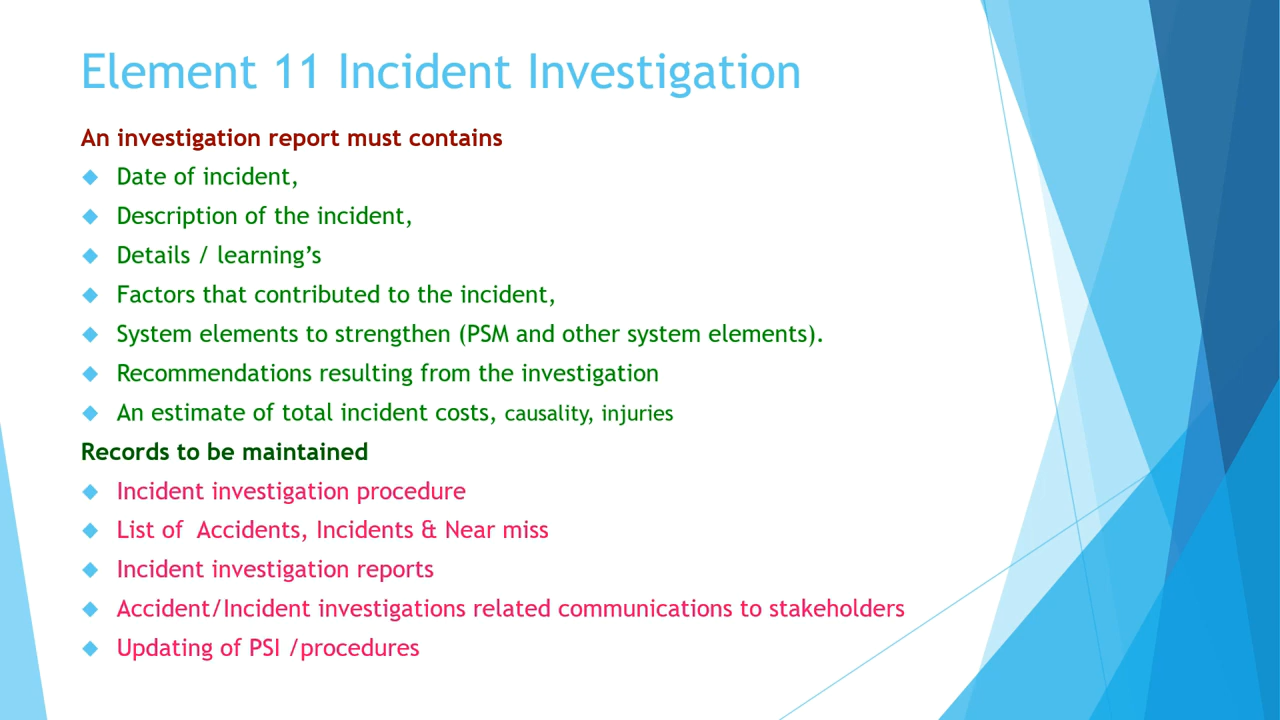 Element 11 Incident Investigation
An investigation report must contains
Date of incident,
Description of the incident,
Details / learning’s
Factors that contributed to the incident,
System elements to strengthen (PSM and other system elements).
Recommendations resulting from the investigation
An estimate of total incident costs, causality, injuries
Records to be maintained
Incident investigation procedure
List of  Accidents, Incidents & Near miss
Incident investigation reports
Accident/Incident investigations related communications to stakeholders
Updating of PSI /procedures